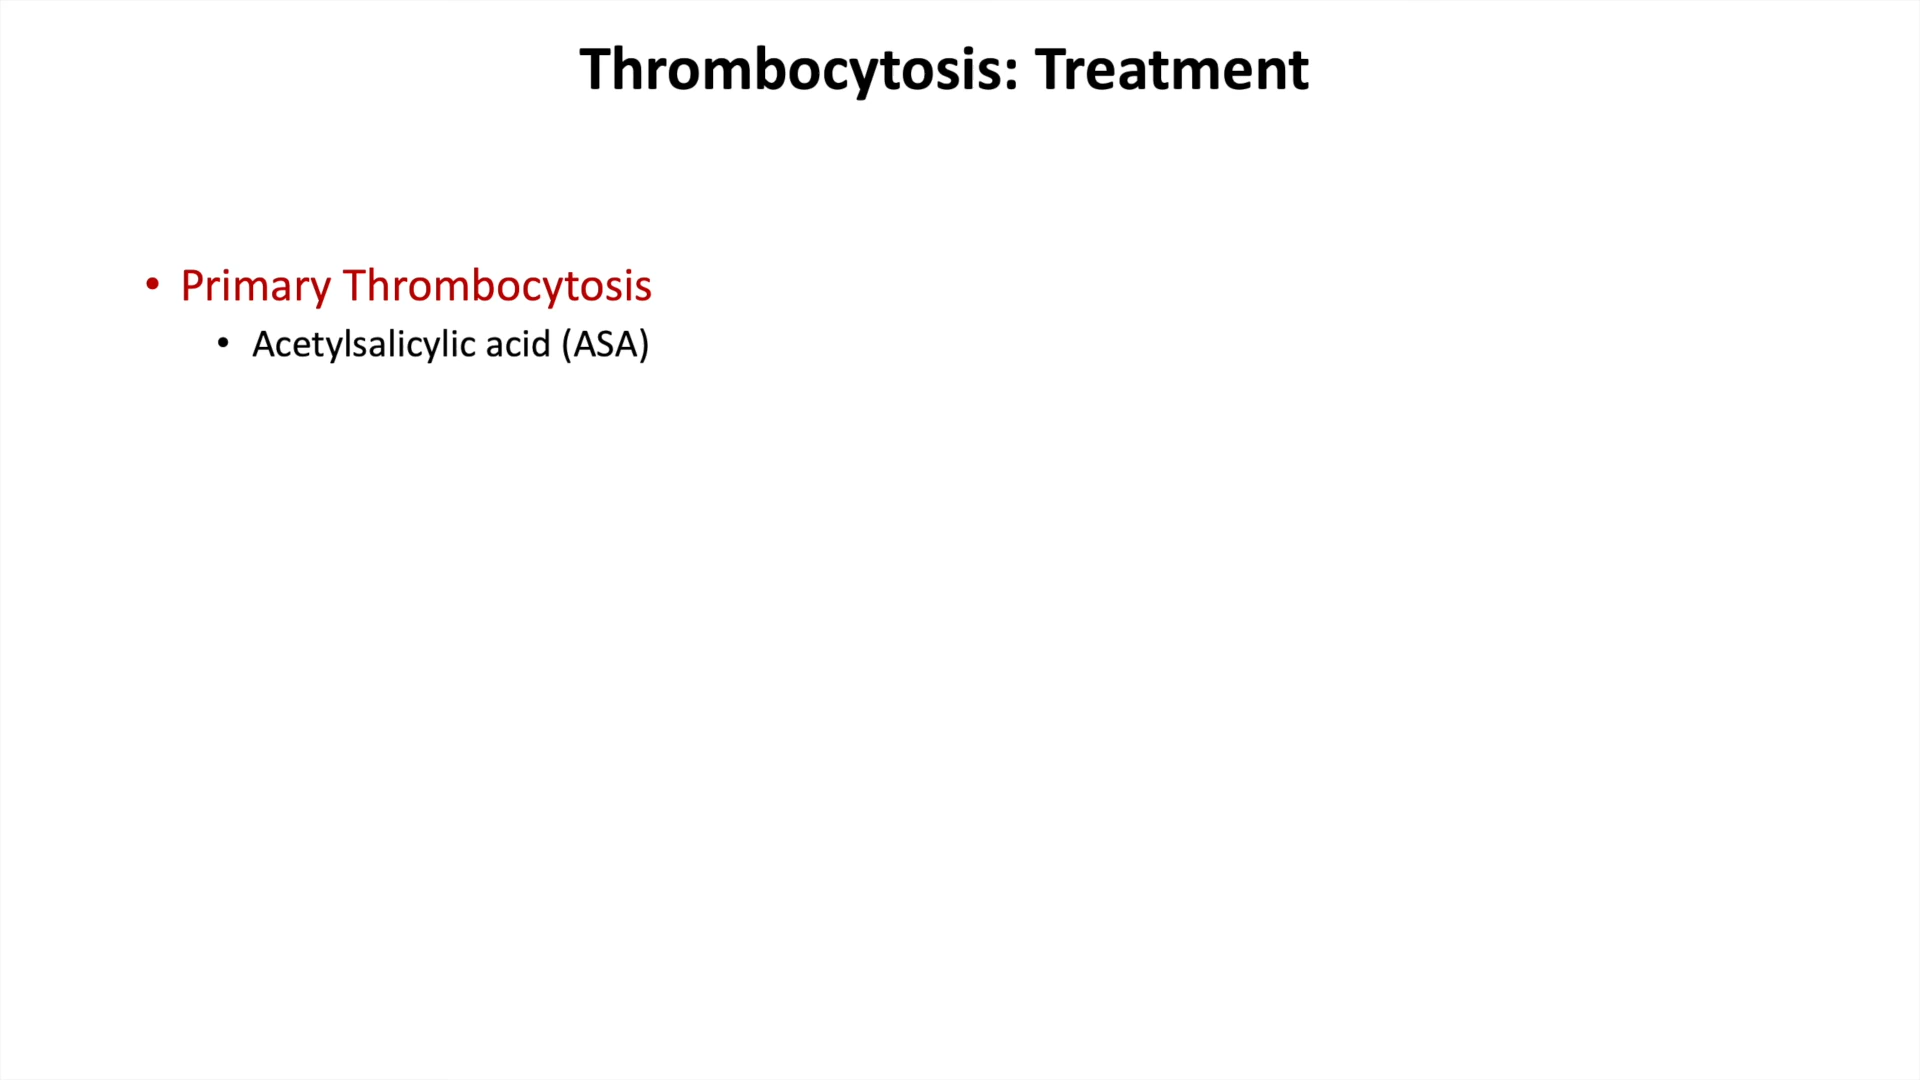 Thrombocytosis: Treatment
• Primary Thrombocytosis
• Acetylsalicylic acid (ASA)